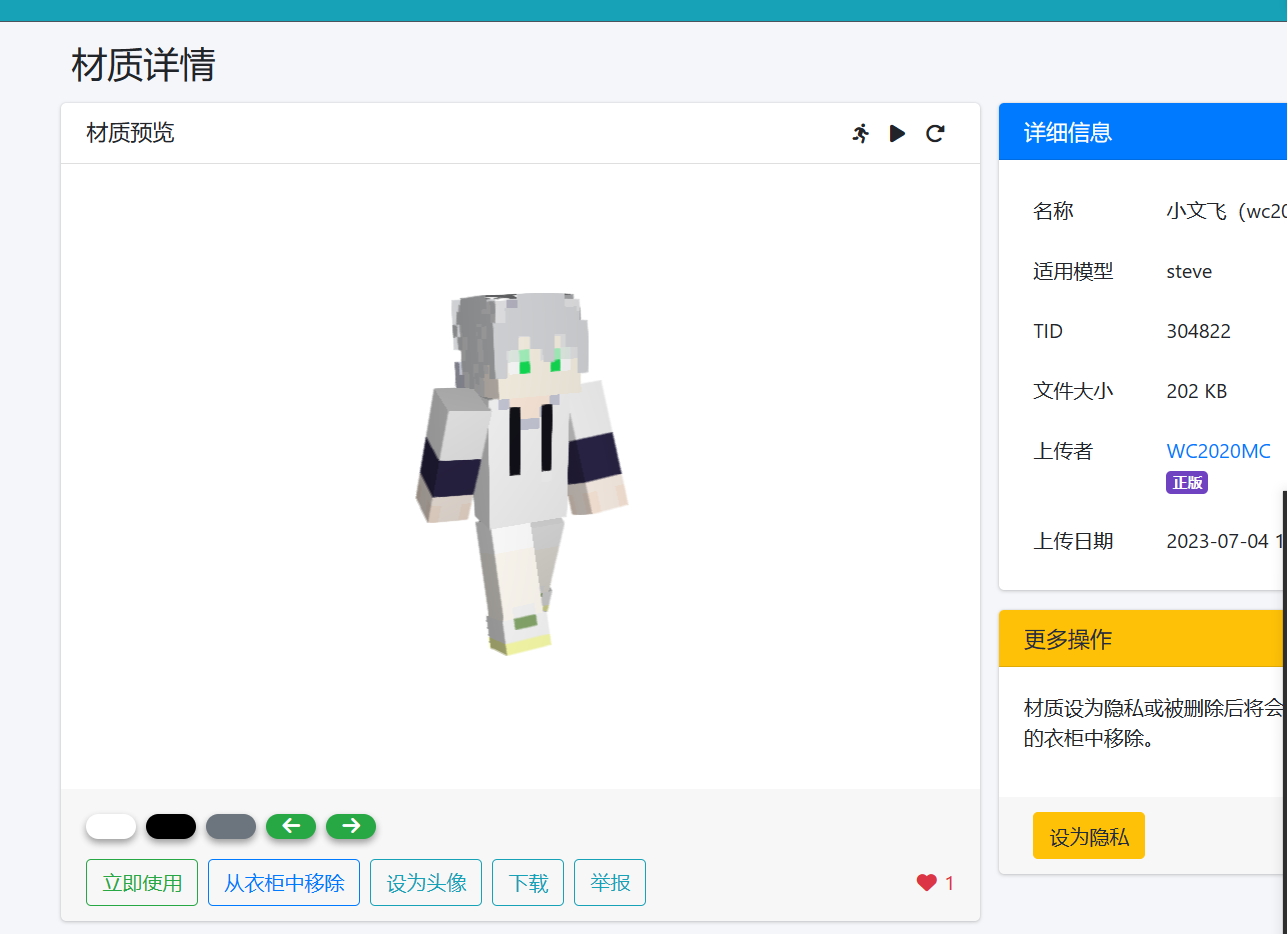 材质详情
材质预览
立即使用
从衣柜中移除
设为头像
下载
举报
1
详细信息
名称 小文飞（wc20
适用模型 steve
TID 304822
文件大小 202 KB
上传者 WC2020MC
正版
上传日期 2023-07-04 1
更多操作
材质设为隐私或被删除后将会
的衣柜中移除。
设为隐私